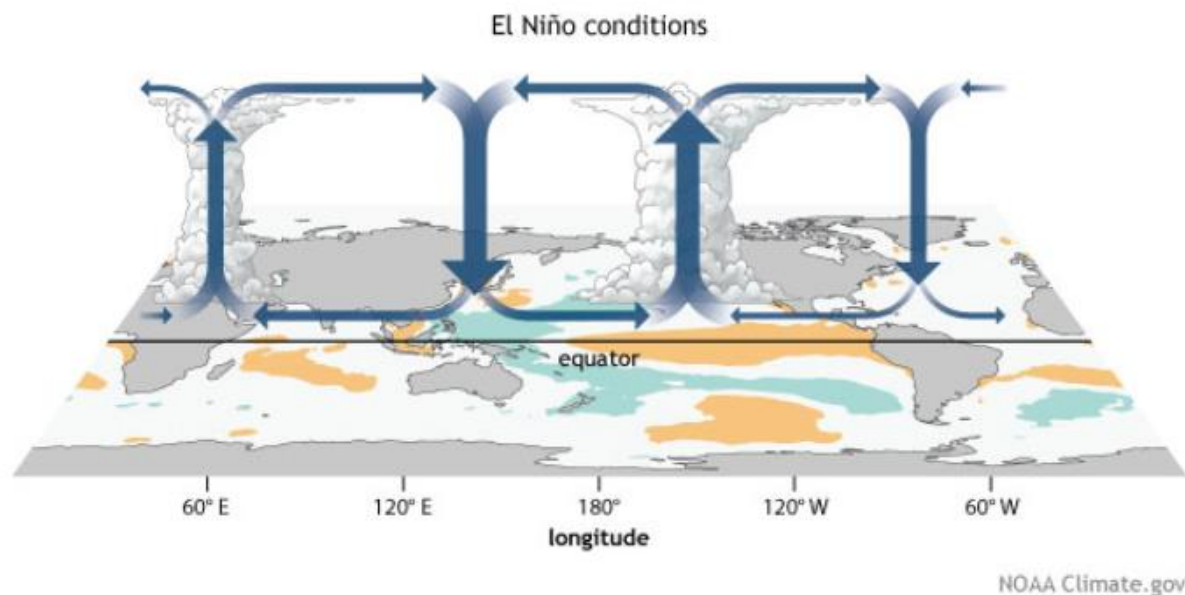 El Niño conditions
equator
60° E 120° E 180° 120° W 60° W
longitude
NOAA Climate.gov